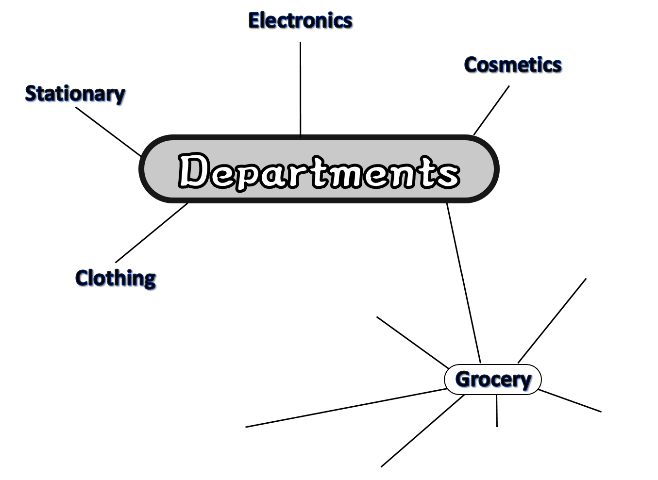 Electronics
Cosmetics
Stationary
Departments
Clothing
Grocery